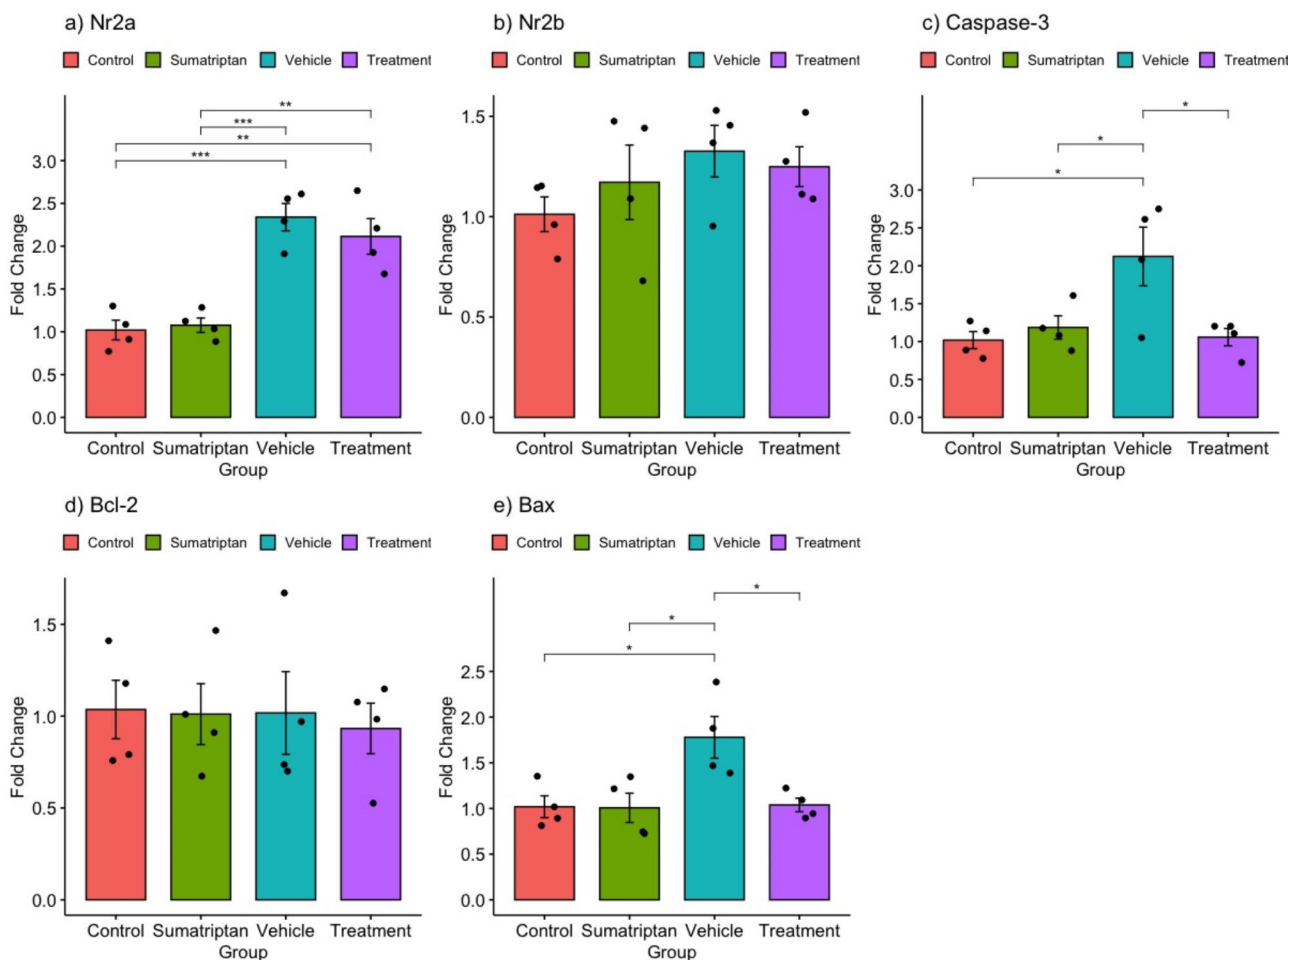 a) Nr2a
Control Sumatriptan Vehicle Treatment
**
***
**
***
3.0
2.5
2.0
1.5
1.0
0.5
0.0
Fold Change
Control Sumatriptan Vehicle Treatment
Group
b) Nr2b
Control Sumatriptan Vehicle Treatment
1.5
1.0
0.5
0.0
Fold Change
Control Sumatriptan Vehicle Treatment
Group
c) Caspase-3
Control Sumatriptan Vehicle Treatment
*
*
*
3.0
2.5
2.0
1.5
1.0
0.5
0.0
Fold Change
Control Sumatriptan Vehicle Treatment
Group
d) Bcl-2
Control Sumatriptan Vehicle Treatment
1.5
1.0
0.5
0.0
Fold Change
Control Sumatriptan Vehicle Treatment
Group
e) Bax
Control Sumatriptan Vehicle Treatment
*
*
*
2.5
2.0
1.5
1.0
0.5
0.0
Fold Change
Control Sumatriptan Vehicle Treatment
Group